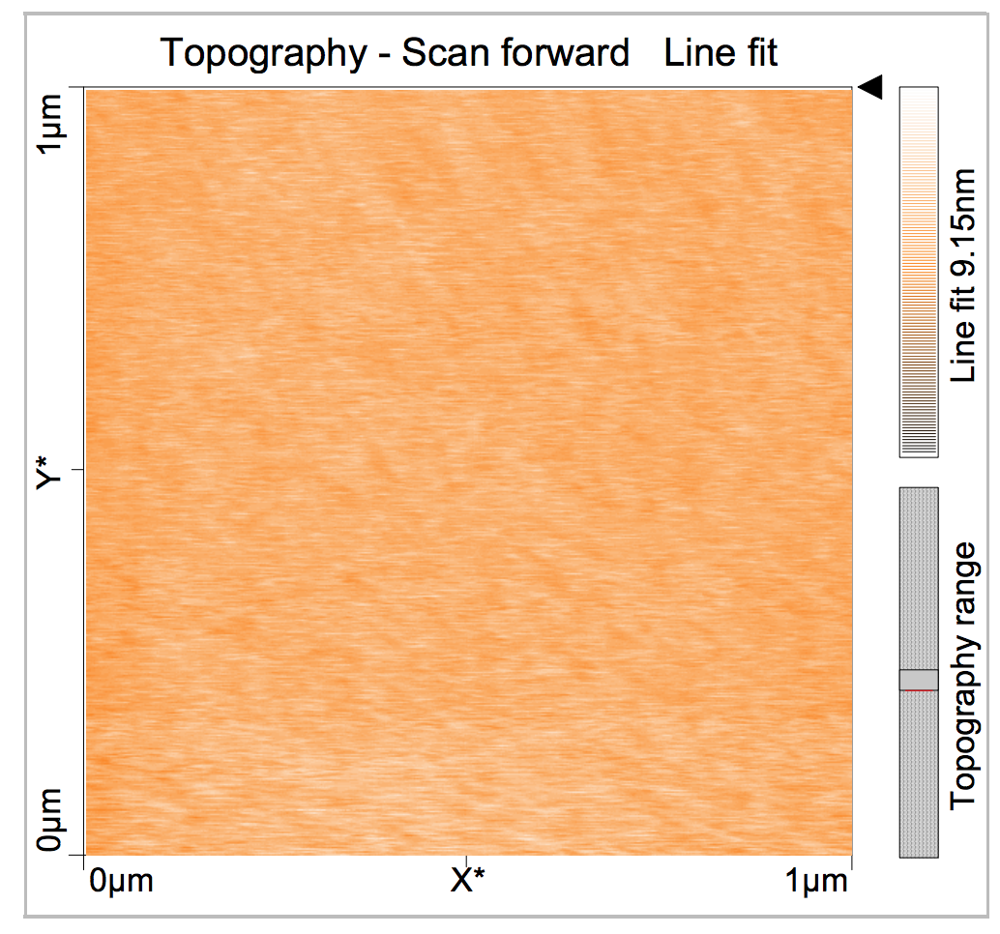 Topography - Scan forward Line fit
1µm
Y*
0µm
0µm
X*
1µm
Line fit 9.15nm
Topography range